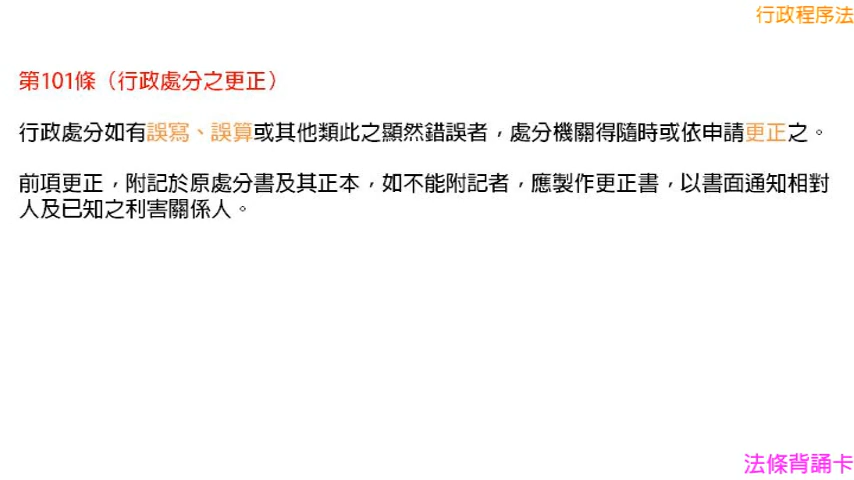 行政程序法
第101條（行政處分之更正）
行政處分如有誤寫、誤算或其他類此之顯然錯誤者，處分機關得隨時或依申請更正之。
前項更正，附記於原處分書及其正本，如不能附記者，應製作更正書，以書面通知相對
人及已知之利害關係人。
法條背誦卡